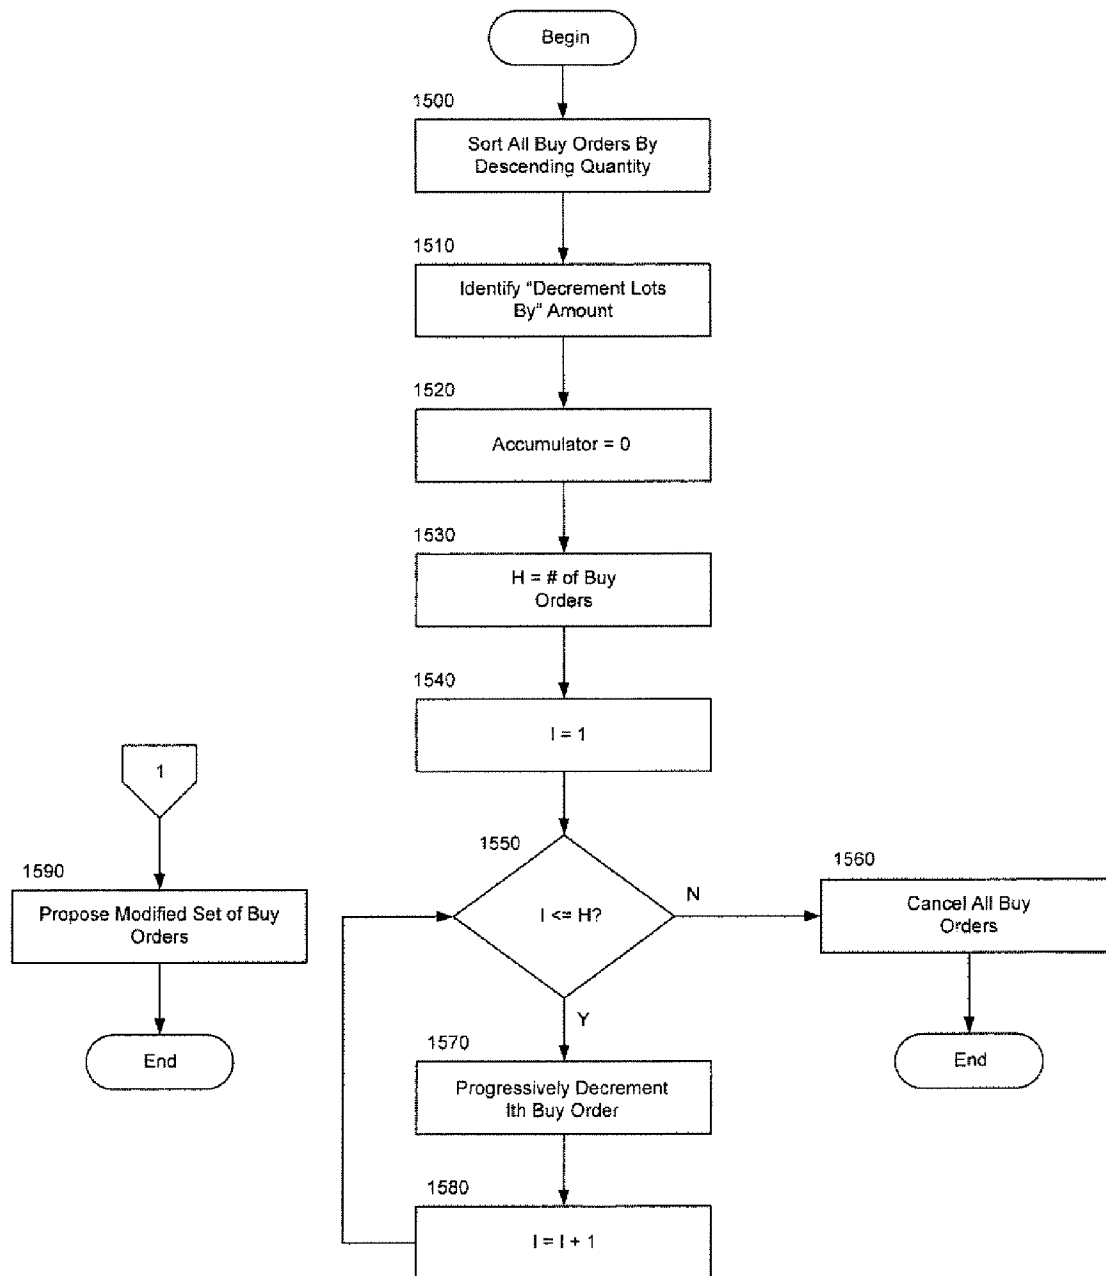 Begin
1500
Sort All Buy Orders By
Descending Quantity
1510
Identify "Decrement Lots
By" Amount
1520
Accumulator = 0
1530
H = # of Buy
Orders
1540
I = 1
1
1550
I <= H?
N
Y
1560
Cancel All Buy
Orders
End
1570
Progressively Decrement
Ith Buy Order
1580
I = I + 1
1590
Propose Modified Set of Buy
Orders
End